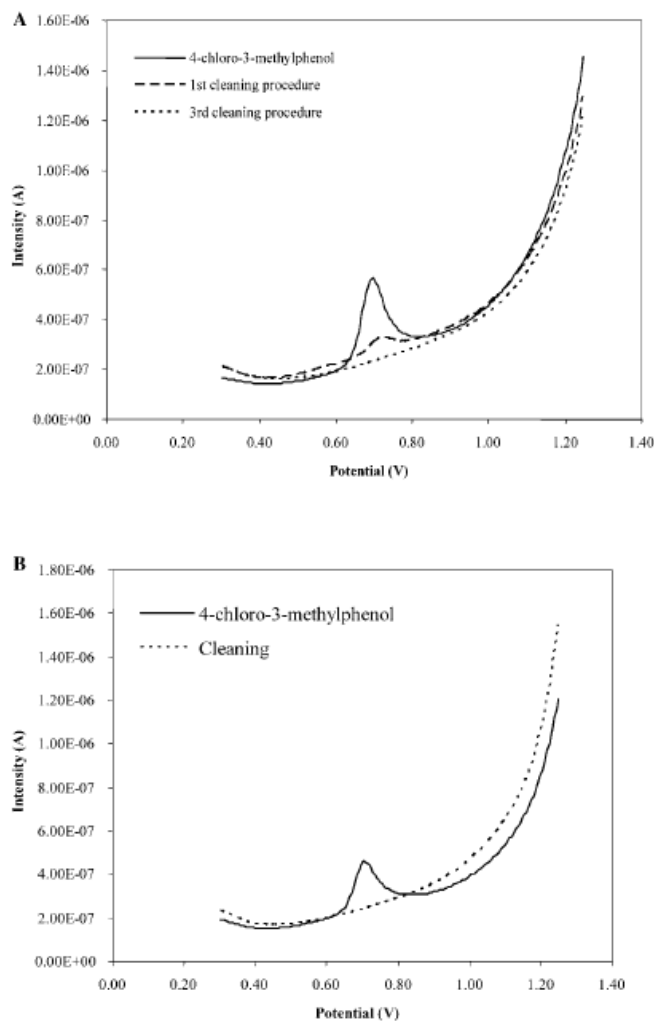 A
1.60E-06
1.40E-06
1.20E-06
1.00E-06
8.00E-07
6.00E-07
4.00E-07
2.00E-07
0.00E+00
Intensity (A)
4-chloro-3-methylphenol
1st cleaning procedure
3rd cleaning procedure
0.00 0.20 0.40 0.60 0.80 1.00 1.20 1.40
Potential (V)
B
1.80E-06
1.60E-06
1.40E-06
1.20E-06
1.00E-06
8.00E-07
6.00E-07
4.00E-07
2.00E-07
0.00E+00
Intensity (A)
4-chloro-3-methylphenol
Cleaning
0.00 0.20 0.40 0.60 0.80 1.00 1.20 1.40
Potential (V)